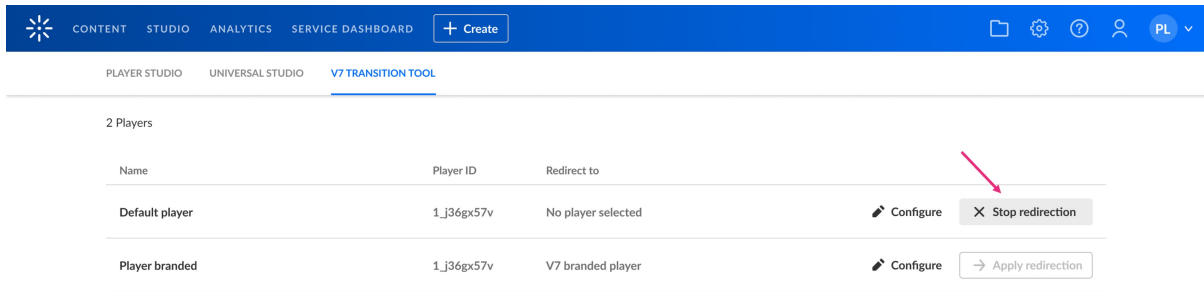 CONTENT STUDIO ANALYTICS SERVICE DASHBOARD + Create PL
PLAYER STUDIO UNIVERSAL STUDIO V7 TRANSITION TOOL
2 Players
Name Player ID Redirect to
Default player 1_j36gx57v No player selected Configure Stop redirection
Player branded 1_j36gx57v V7 branded player Configure Apply redirection